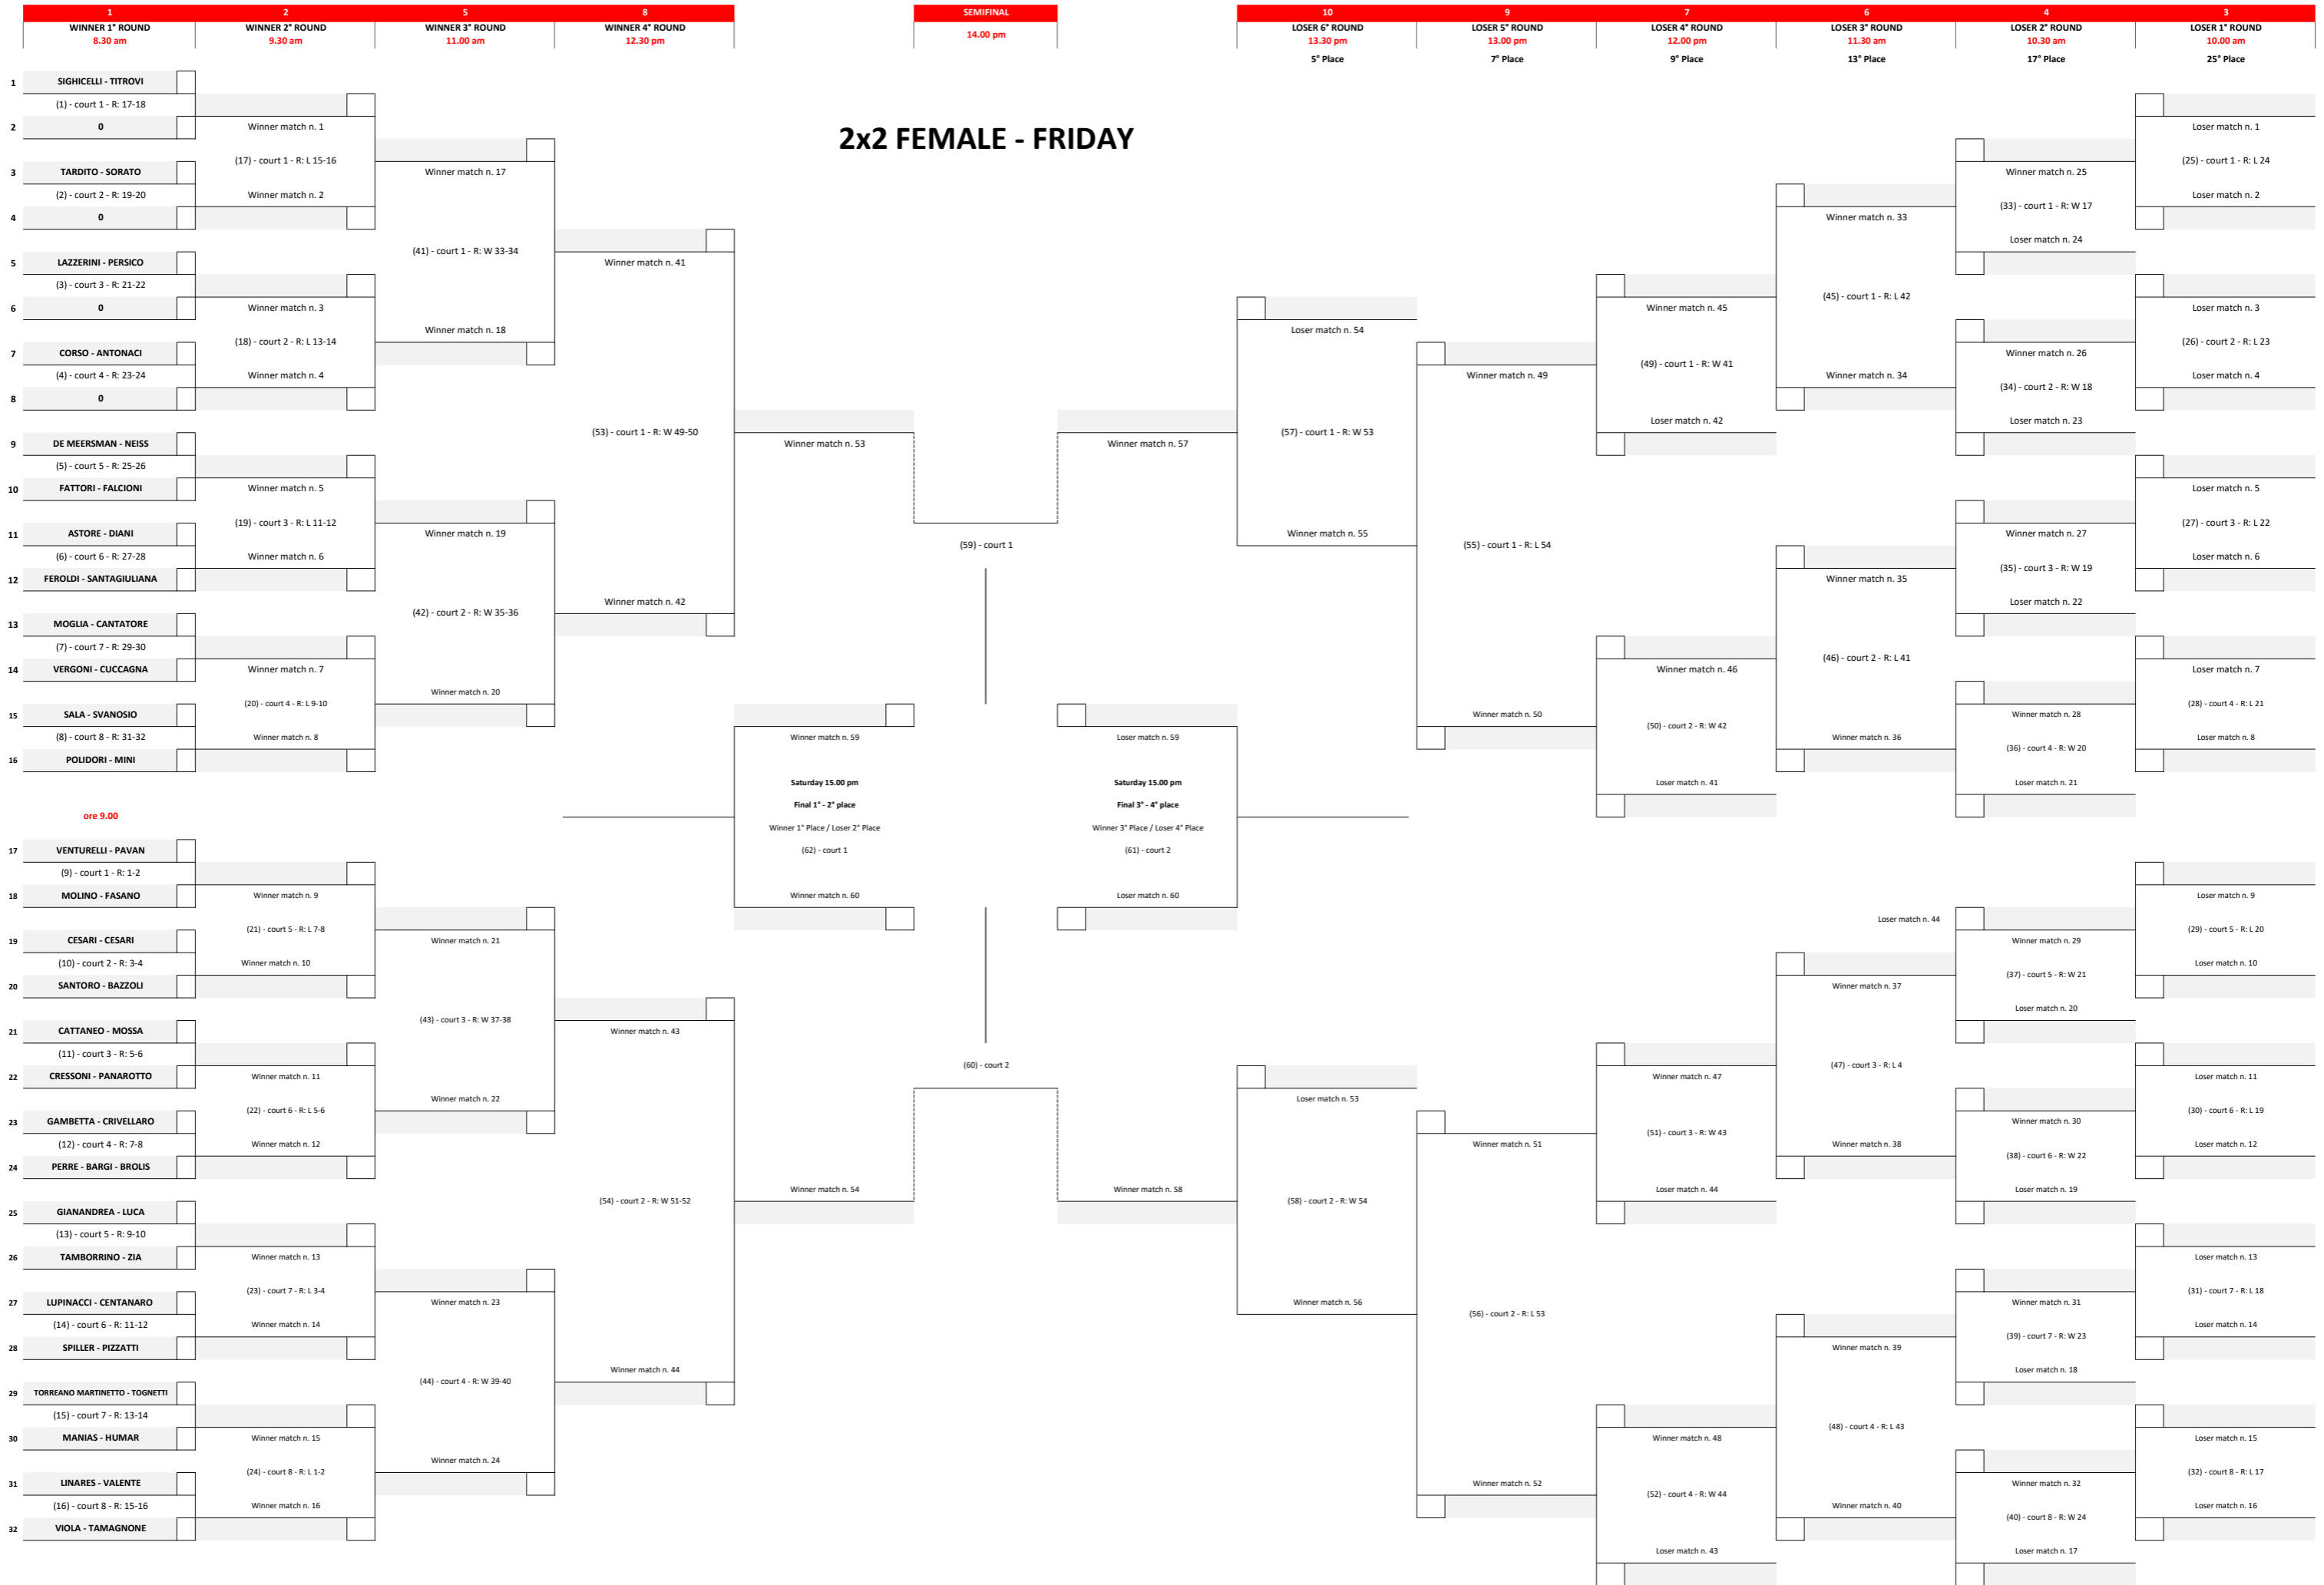 1 2 5 8 SEMIFINAL 10 9 7 6 4 3
WINNER 1° ROUND WINNER 2° ROUND WINNER 3° ROUND WINNER 4° ROUND LOSER 6° ROUND LOSER 5° ROUND LOSER 4° ROUND LOSER 3° ROUND LOSER 2° ROUND LOSER 1° ROUND
8.30 am 9.30 am 11.00 am 12.30 pm 14.00 pm 13.30 pm 13.00 pm 12.00 pm 11.30 am 10.30 am 10.00 am
5° Place 7° Place 9° Place 13° Place 17° Place 25° Place
2x2 FEMALE - FRIDAY
1 SIGHICELLI - TITROVI
(1) - court 1 - R: 17-18
2 0
3 TARDITO - SORATO
(2) - court 2 - R: 19-20
4 0
5 LAZZERINI - PERSICO
(3) - court 3 - R: 21-22
6 0
7 CORSO - ANTONACI
(4) - court 4 - R: 23-24
8 0
9 DE MEERSMAN - NEISS
(5) - court 5 - R: 25-26
10 FATTORI - FALCIONI
11 ASTORE - DIANI
(6) - court 6 - R: 27-28
12 FEROLDI - SANTAGIULIANA
13 MOGLIA - CANTATORE
(7) - court 7 - R: 29-30
14 VERGONI - CUCCAGNA
15 SALA - SVANOSIO
(8) - court 8 - R: 31-32
16 POLIDORI - MINI
ore 9.00
17 VENTURELLI - PAVAN
(9) - court 1 - R: 1-2
18 MOLINO - FASANO
19 CESARI - CESARI
(10) - court 2 - R: 3-4
20 SANTORO - BAZZOLI
21 CATTANEO - MOSSA
(11) - court 3 - R: 5-6
22 CRESSONI - PANAROTTO
23 GAMBETTA - CRIVELLARO
(12) - court 4 - R: 7-8
24 PERRE - BARGI - BROLIS
25 GIANANDREA - LUCA
(13) - court 5 - R: 9-10
26 TAMBORRINO - ZIA
27 LUPINACCI - CENTANARO
(14) - court 6 - R: 11-12
28 SPILLER - PIZZATTI
29 TORREANO MARTINETTO - TOGNETTI
(15) - court 7 - R: 13-14
30 MANIAS - HUMAR
31 LINARES - VALENTE
(16) - court 8 - R: 15-16
32 VIOLA - TAMAGNONE
Winner match n. 1
(17) - court 1 - R: L 15-16
Winner match n. 2
Winner match n. 3
(18) - court 2 - R: L 13-14
Winner match n. 4
Winner match n. 5
(19) - court 3 - R: L 11-12
Winner match n. 6
Winner match n. 7
(20) - court 4 - R: L 9-10
Winner match n. 8
Winner match n. 9
(21) - court 5 - R: L 7-8
Winner match n. 10
Winner match n. 11
(22) - court 6 - R: L 5-6
Winner match n. 12
Winner match n. 13
(23) - court 7 - R: L 3-4
Winner match n. 14
Winner match n. 15
(24) - court 8 - R: L 1-2
Winner match n. 16
Winner match n. 17
(41) - court 1 - R: W 33-34
Winner match n. 18
Winner match n. 19
(42) - court 2 - R: W 35-36
Winner match n. 20
Winner match n. 21
(43) - court 3 - R: W 37-38
Winner match n. 22
Winner match n. 23
(44) - court 4 - R: W 39-40
Winner match n. 24
Winner match n. 41
(53) - court 1 - R: W 49-50
Winner match n. 42
Winner match n. 43
(54) - court 2 - R: W 51-52
Winner match n. 44
Winner match n. 53
Winner match n. 59
Saturday 15.00 pm
Final 1° - 2° place
Winner 1° Place / Loser 2° Place
(62) - court 1
Winner match n. 60
Winner match n. 54
(59) - court 1
(60) - court 2
Winner match n. 57
Loser match n. 59
Saturday 15.00 pm
Final 3° - 4° place
Winner 3° Place / Loser 4° Place
(61) - court 2
Loser match n. 60
Winner match n. 58
Loser match n. 54
(57) - court 1 - R: W 53
Winner match n. 55
Loser match n. 53
(58) - court 2 - R: W 54
Winner match n. 56
Winner match n. 49
(55) - court 1 - R: L 54
Winner match n. 50
Winner match n. 51
(56) - court 2 - R: L 53
Winner match n. 52
Winner match n. 45
(49) - court 1 - R: W 41
Loser match n. 42
Winner match n. 46
(50) - court 2 - R: W 42
Loser match n. 41
Winner match n. 47
(51) - court 3 - R: W 43
Loser match n. 44
Winner match n. 48
(52) - court 4 - R: W 44
Loser match n. 43
Winner match n. 33
(45) - court 1 - R: L 42
Winner match n. 34
Winner match n. 35
(46) - court 2 - R: L 41
Winner match n. 36
Loser match n. 44
Winner match n. 37
(47) - court 3 - R: L 4
Winner match n. 38
Winner match n. 39
(48) - court 4 - R: L 43
Winner match n. 40
Winner match n. 25
(33) - court 1 - R: W 17
Loser match n. 24
Winner match n. 26
(34) - court 2 - R: W 18
Loser match n. 23
Winner match n. 27
(35) - court 3 - R: W 19
Loser match n. 22
Winner match n. 28
(36) - court 4 - R: W 20
Loser match n. 21
Winner match n. 29
(37) - court 5 - R: W 21
Loser match n. 20
Winner match n. 30
(38) - court 6 - R: W 22
Loser match n. 19
Winner match n. 31
(39) - court 7 - R: W 23
Loser match n. 18
Winner match n. 32
(40) - court 8 - R: W 24
Loser match n. 17
Loser match n. 1
(25) - court 1 - R: L 24
Loser match n. 2
Loser match n. 3
(26) - court 2 - R: L 23
Loser match n. 4
Loser match n. 5
(27) - court 3 - R: L 22
Loser match n. 6
Loser match n. 7
(28) - court 4 - R: L 21
Loser match n. 8
Loser match n. 9
(29) - court 5 - R: L 20
Loser match n. 10
Loser match n. 11
(30) - court 6 - R: L 19
Loser match n. 12
Loser match n. 13
(31) - court 7 - R: L 18
Loser match n. 14
Loser match n. 15
(32) - court 8 - R: L 17
Loser match n. 16